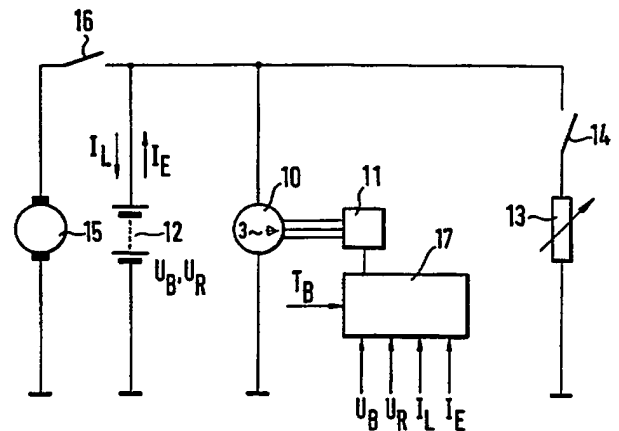 16
I_L I_E
10
11
14
13
15
12
3~
17
U_B, U_R
T_B
U_B U_R I_L I_E